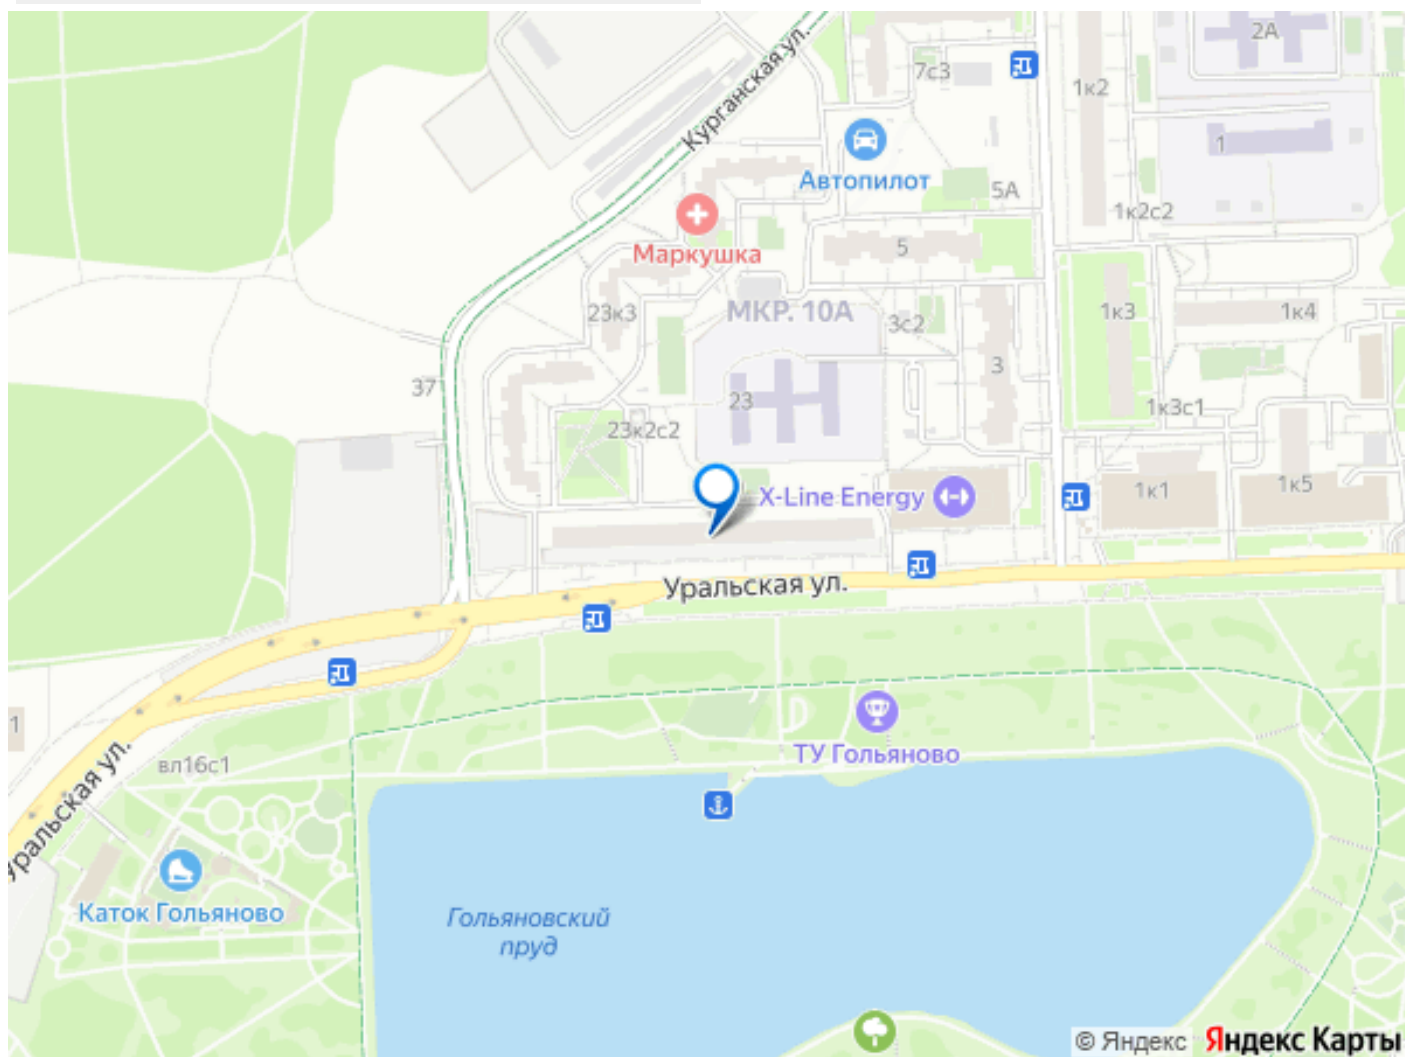 Курганская ул.
7с3
1к2
2А
1
Автопилот
5А
1к2с2
Маркушка
5
23к3
МКР. 10А
3с2
1к3
1к4
37
3
23
1к3с1
23к2с2
X-Line Energy
1к1
1к5
Уральская ул.
1
Уральская ул.
вл16с1
ТУ Гольяново
Каток Гольяново
Гольяновский
пруд
© Яндекс Яндекс Карты